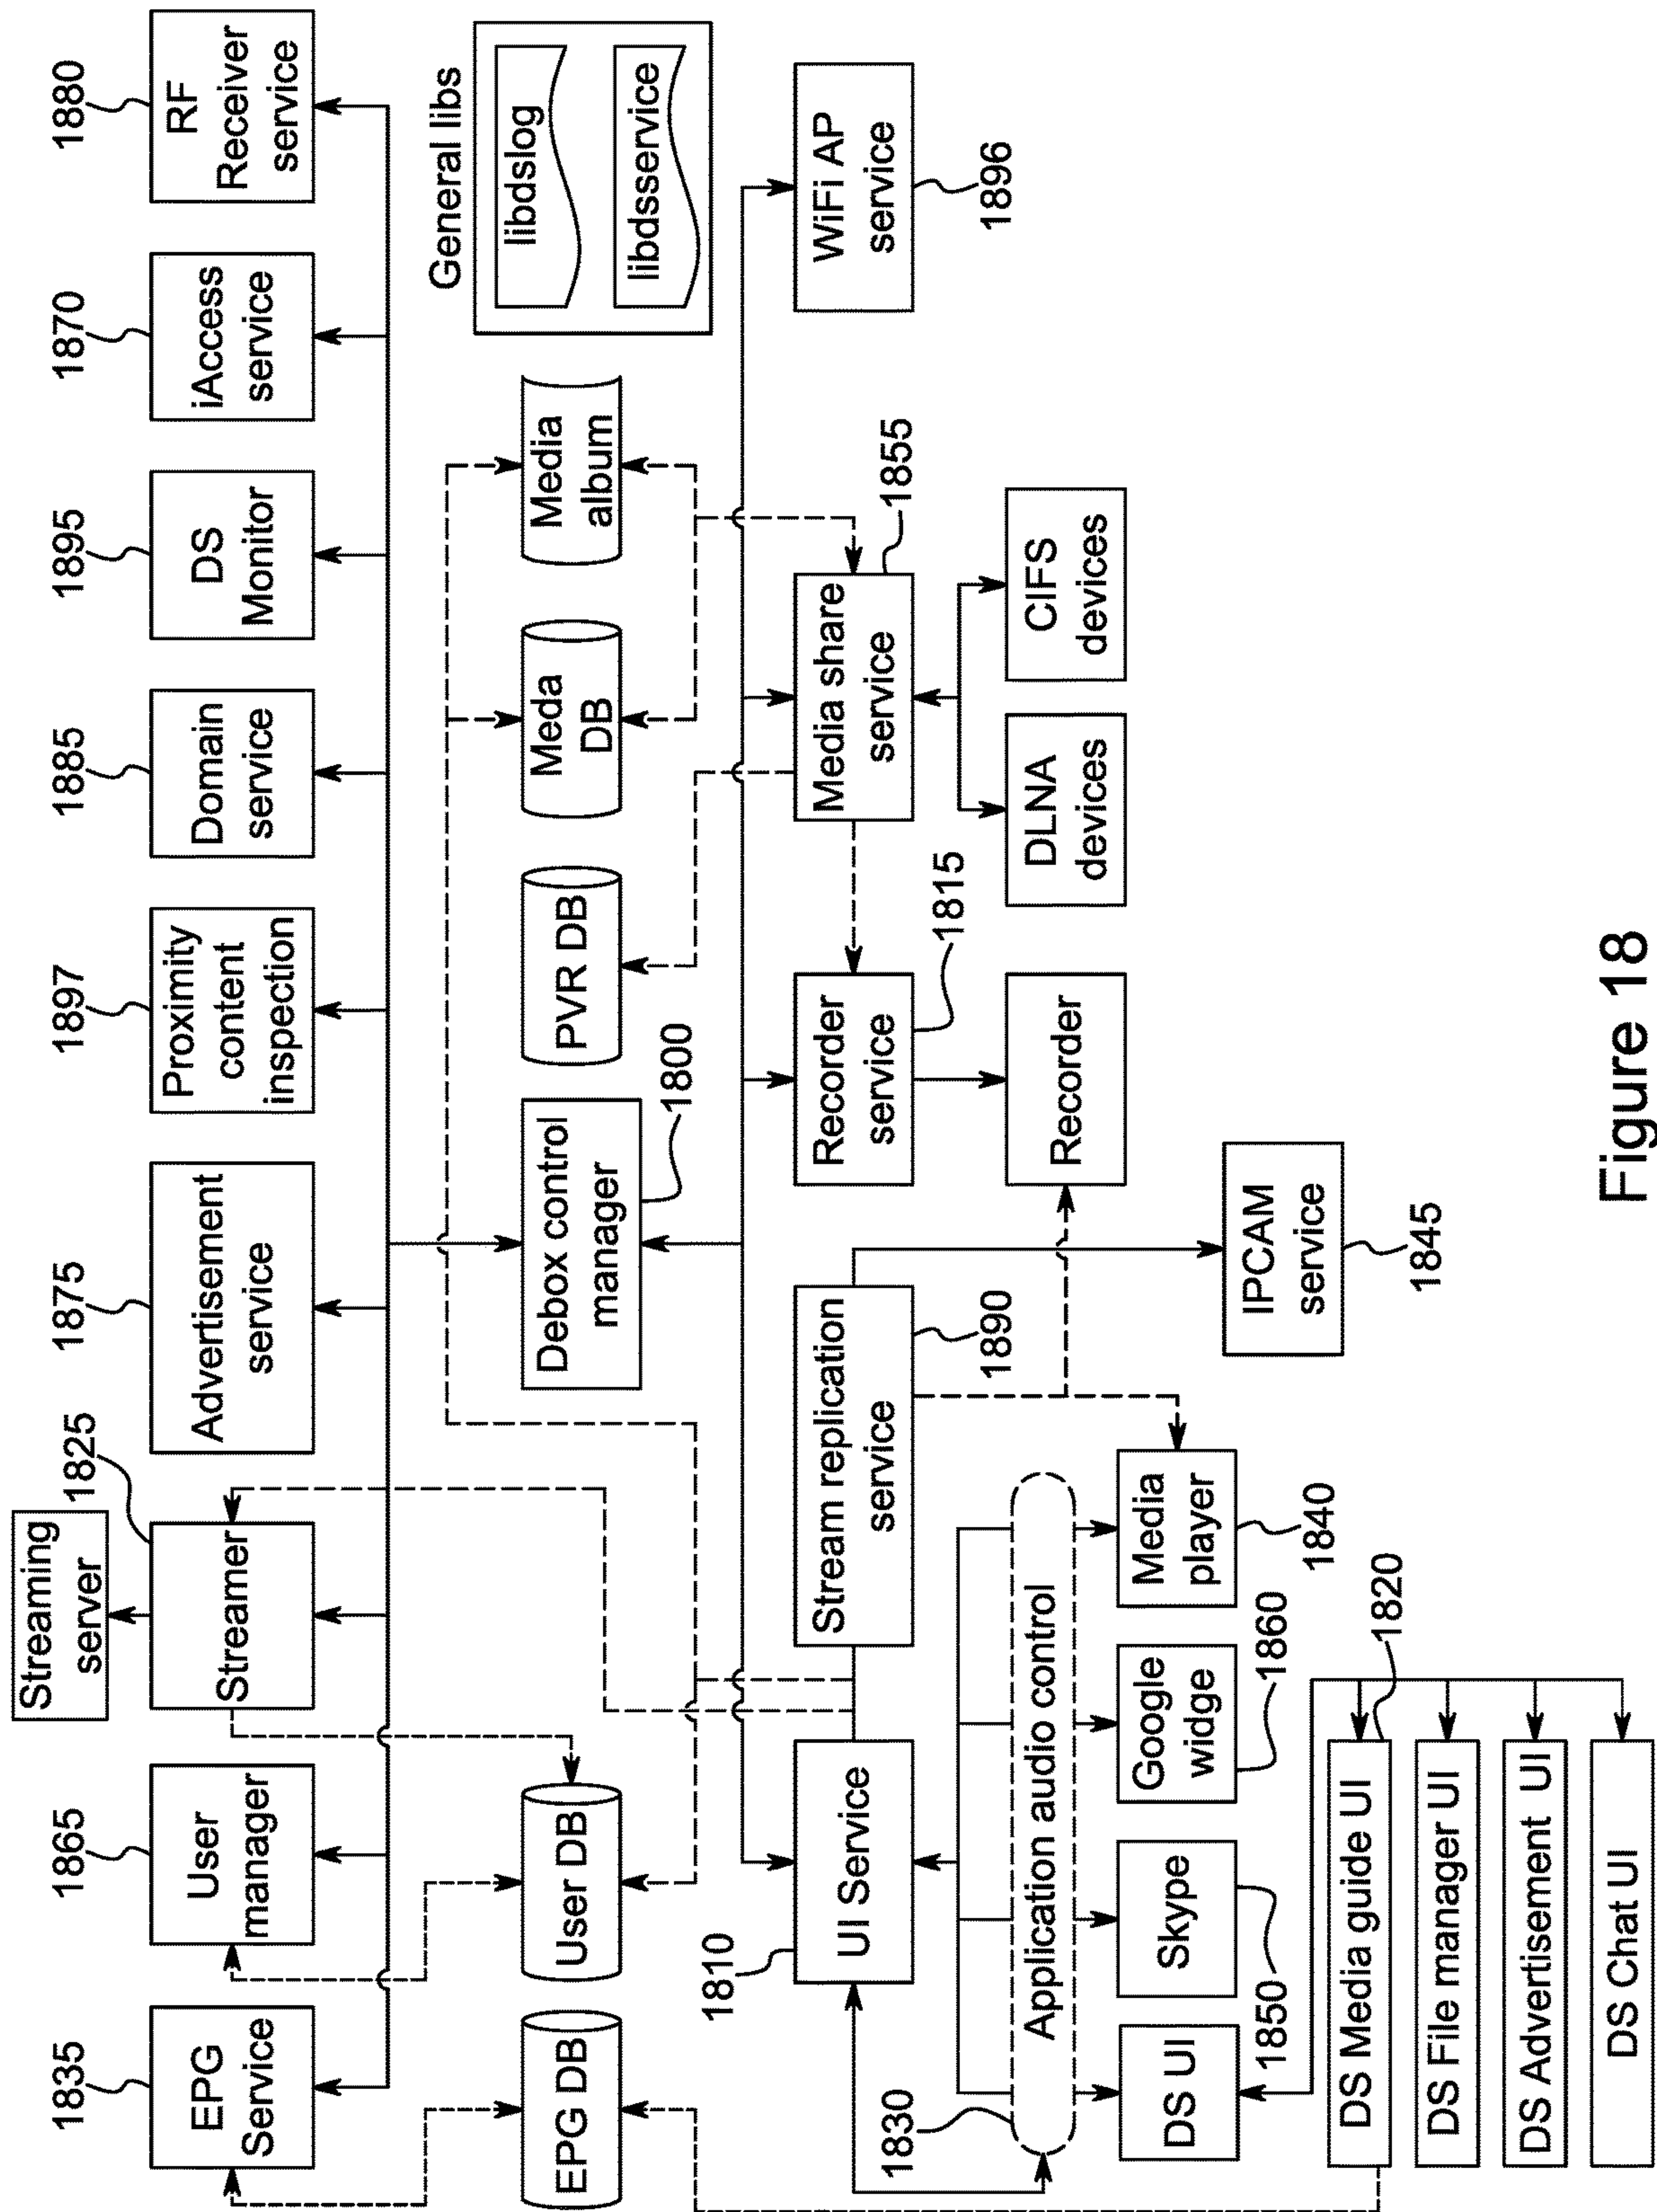 1835
EPG
Service
1865
User
manager
Streaming
server
1825
Streamer
1875
Advertisement
service
1897
Proximity
content
inspection
1885
Domain
service
1895
DS
Monitor
1870
iAccess
service
1880
RF
Receiver
service
EPG DB
User DB
Debox control
manager
1800
PVR DB
Meda
DB
Media
album
General libs
libdslog
libdsservice
1810
UI Service
Stream replication
service
1890
Recorder
service
1815
Media share
service
1855
WiFi AP
service
1896
1830
Application audio control
DS UI
Skype
1850
Google
widge
1860
Media
player
1840
Recorder
DLNA
devices
CIFS
devices
IPCAM
service
1845
1820
DS Media guide UI
DS File manager UI
DS Advertisement UI
DS Chat UI
Figure 18